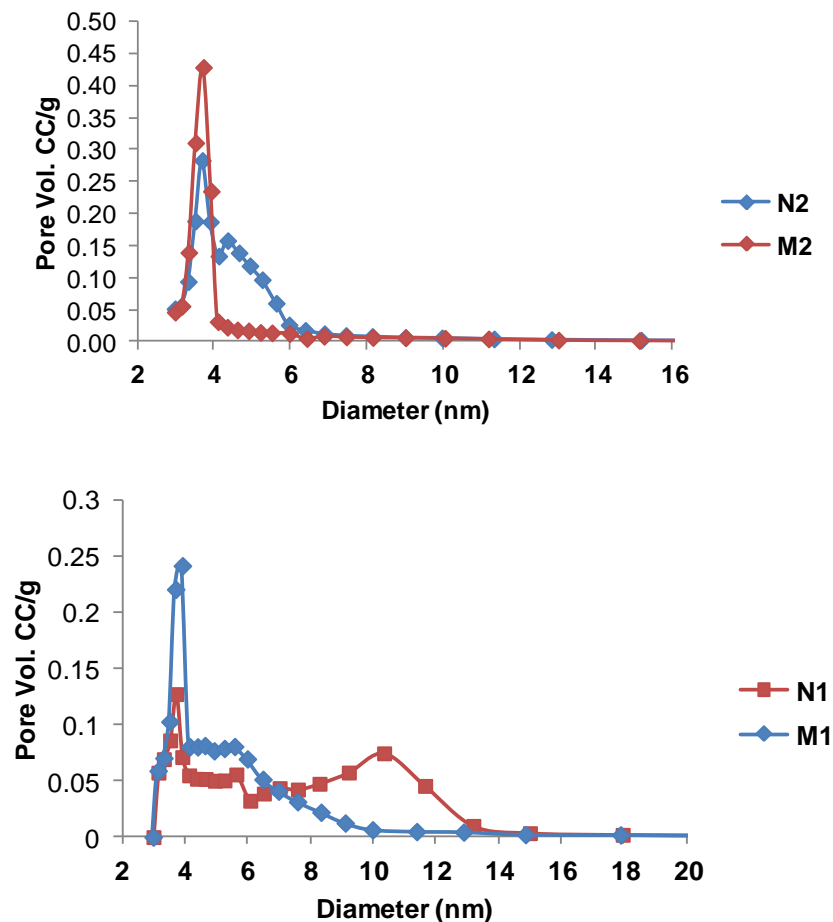 0.50
0.45
0.40
0.35
0.30
0.25
0.20
0.15
0.10
0.05
0.00
Pore Vol. CC/g
2 4 6 8 10 12 14 16
Diameter (nm)
N2
M2
0.3
0.25
0.2
0.15
0.1
0.05
0
Pore Vol. CC/g
2 4 6 8 10 12 14 16 18 20
Diameter (nm)
N1
M1